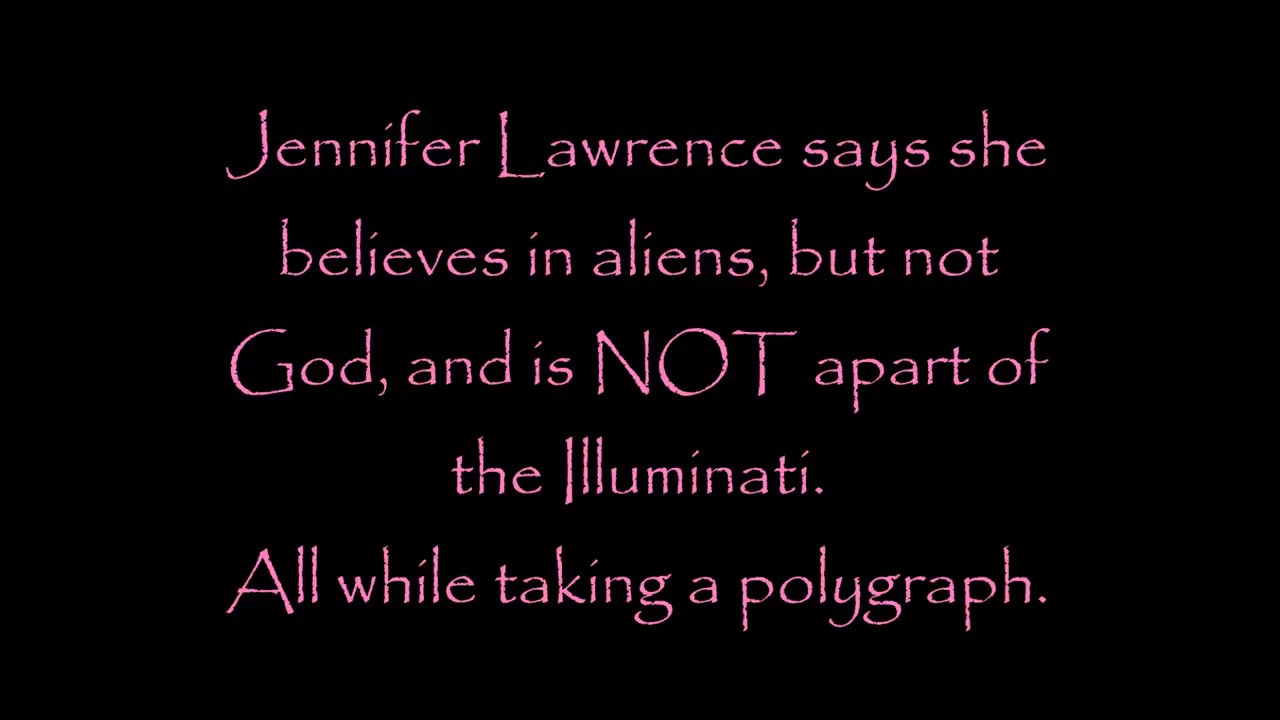 Jennifer Lawrence says she
believes in aliens, but not
God, and is NOT apart of
the Illuminati.
All while taking a polygraph.